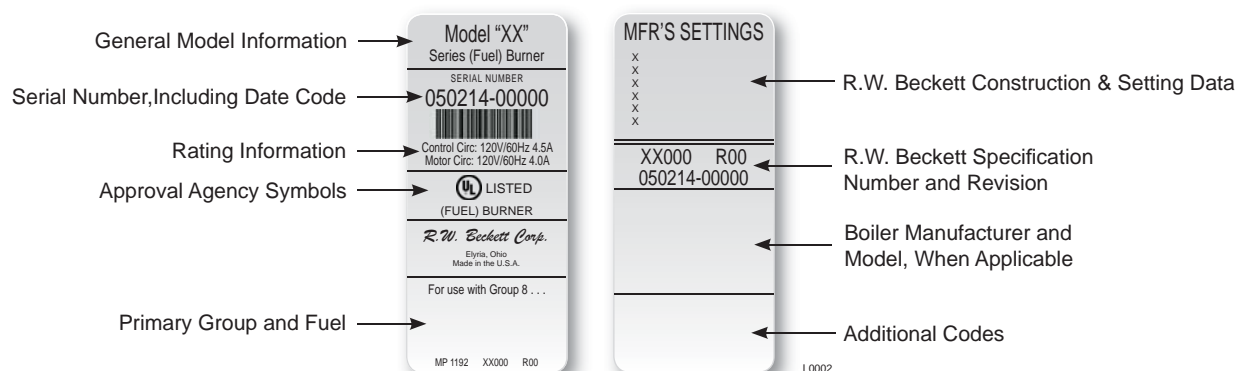 General Model Information
Serial Number,Including Date Code
Rating Information
Approval Agency Symbols
Primary Group and Fuel
Model “XX”
Series (Fuel) Burner
SERIAL NUMBER
050214-00000
Control Circ: 120V/60Hz 4.5A
Motor Circ: 120V/60Hz 4.0A
UL LISTED
(FUEL) BURNER
R.W. Beckett Corp.
Elyria, Ohio
Made in the U.S.A.
For use with Group 8 . . .
MP 1192 XX000 R00
MFR’S SETTINGS
X
X
X
X
X
X
XX000 R00
050214-00000
R.W. Beckett Construction & Setting Data
R.W. Beckett Specification
Number and Revision
Boiler Manufacturer and
Model, When Applicable
Additional Codes
L0002